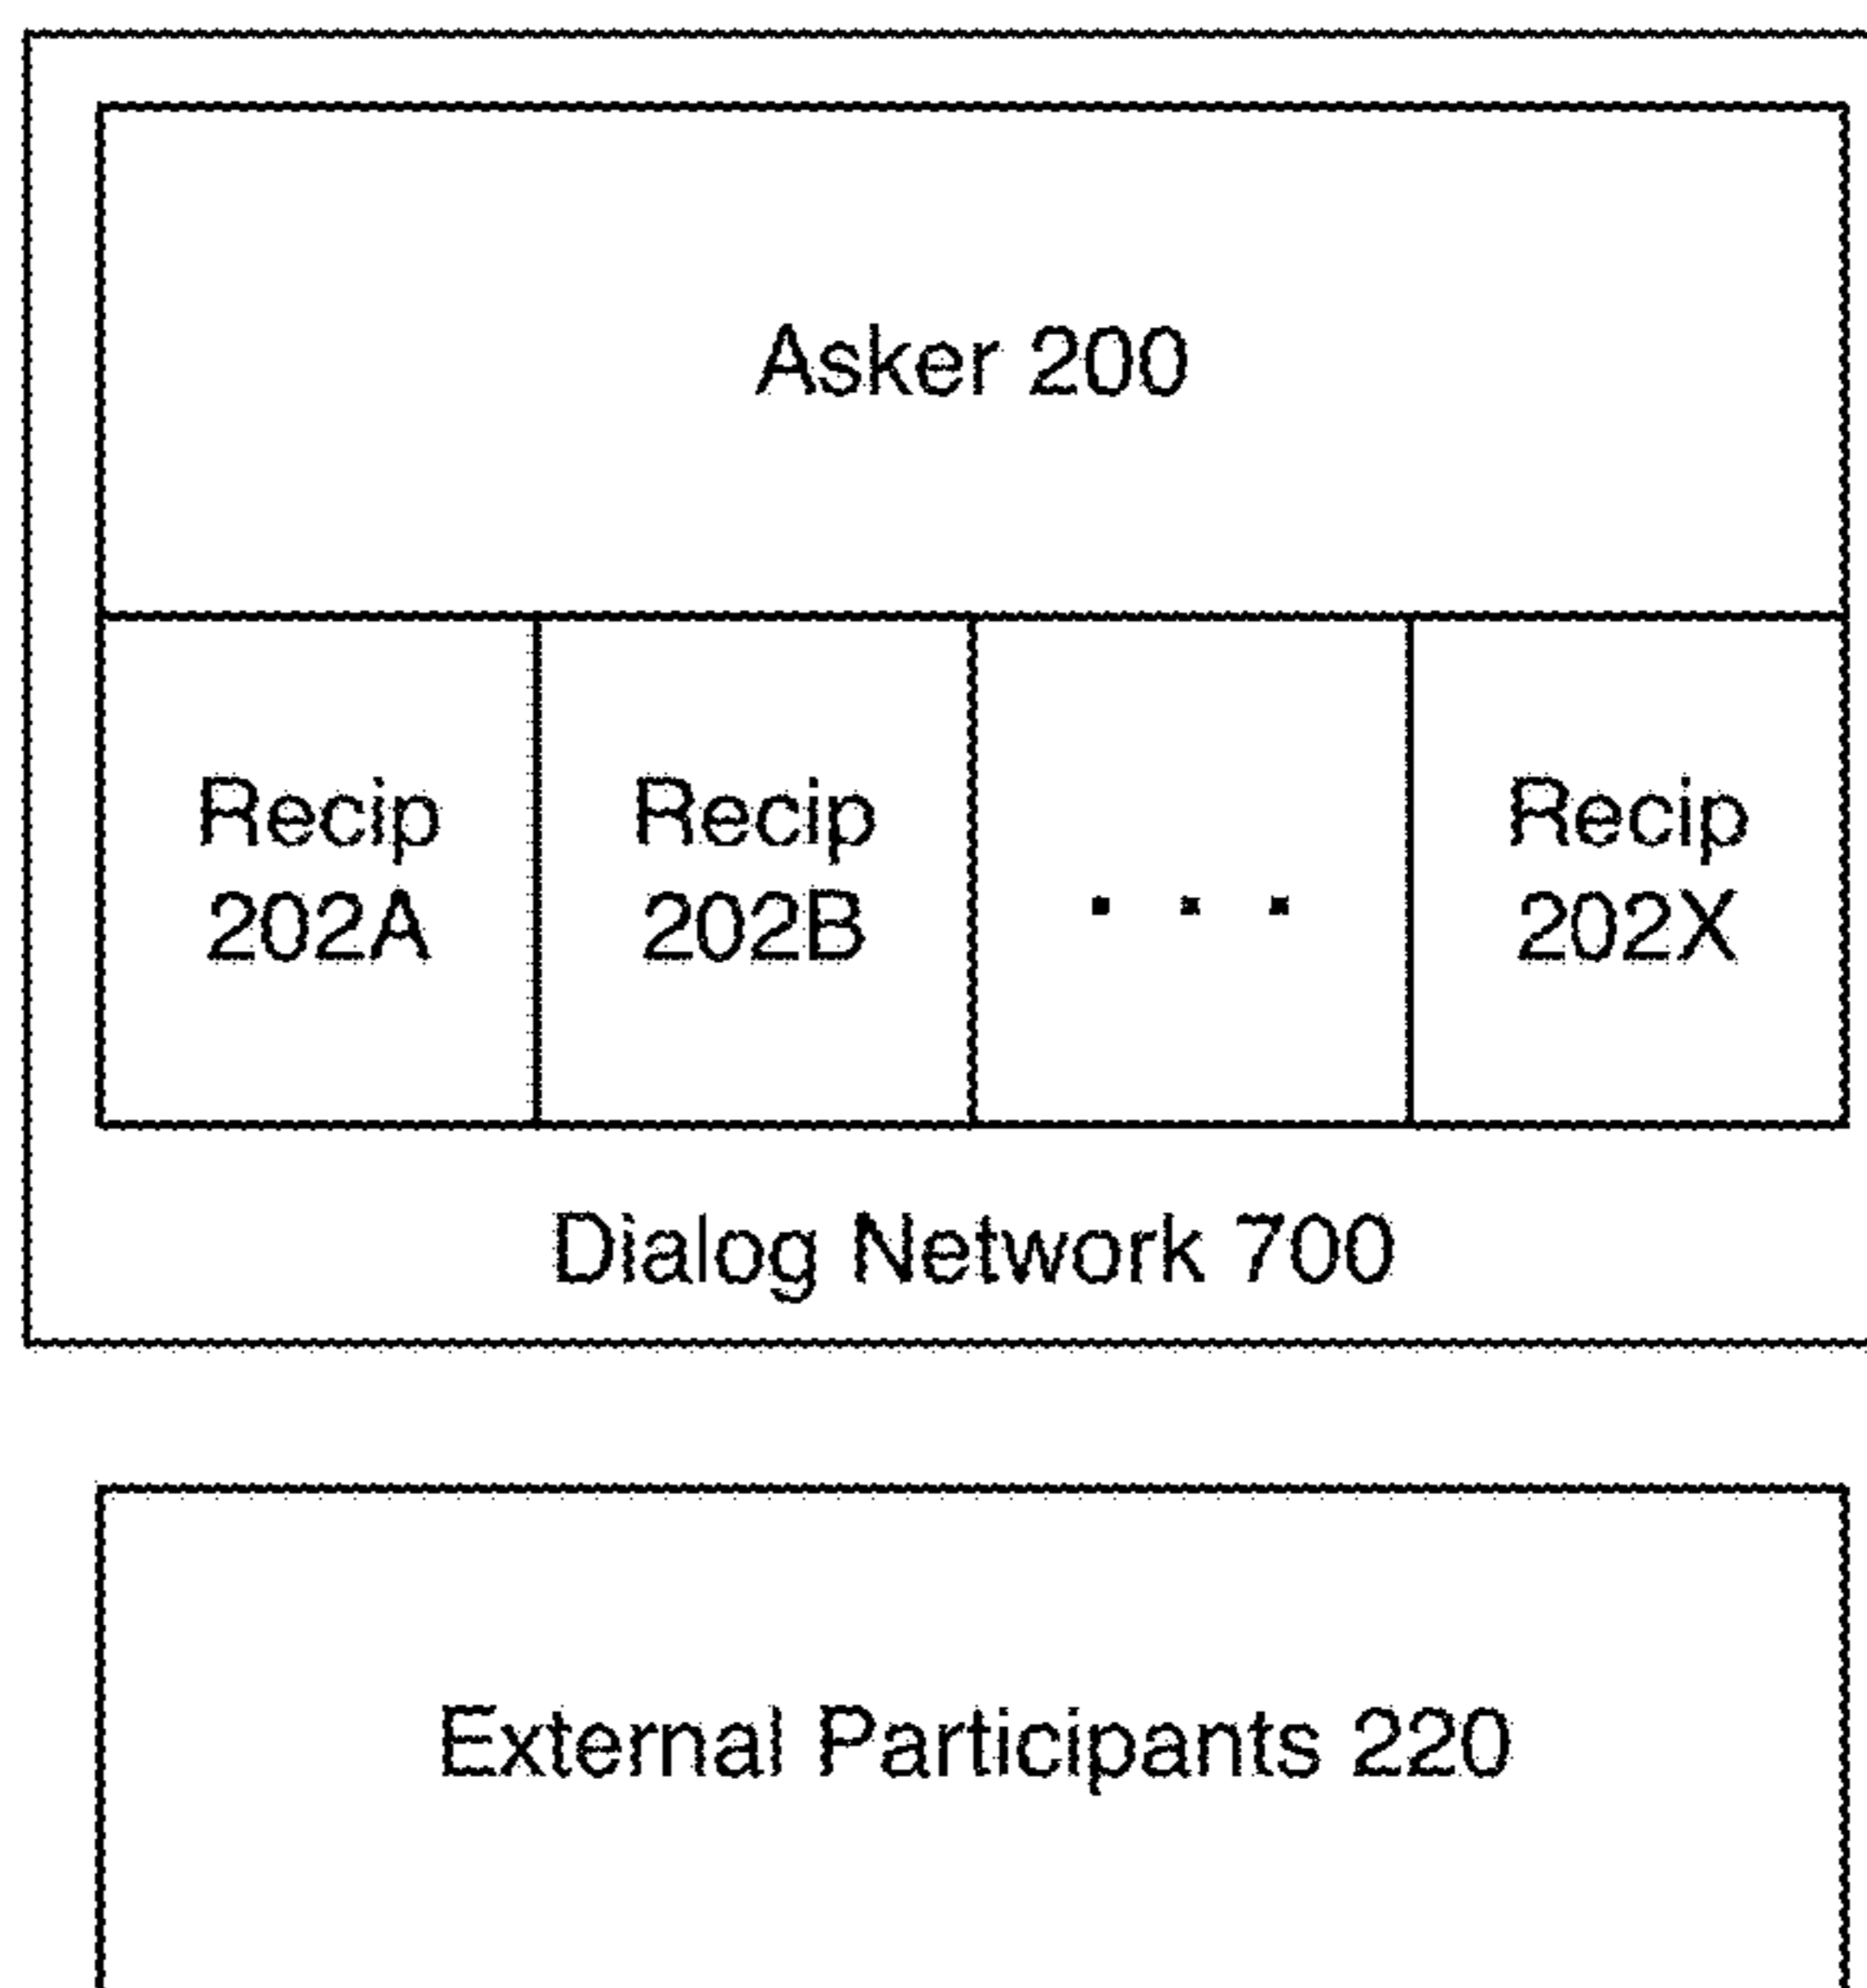 Asker 200
Recip Recip Recip
202A 202B . . . 202X
Dialog Network 700
External Participants 220